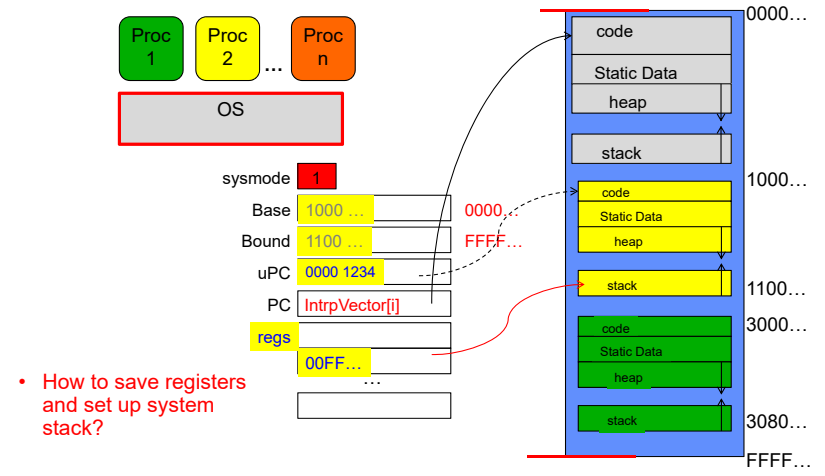 Proc
1
Proc
2
...
Proc
n
OS
sysmode 1
Base 1000 ... 0000...
Bound 1100 ... FFFF...
uPC 0000 1234
PC IntrpVector[i]
regs
00FF...
...
• How to save registers
and set up system
stack?
0000...
code
Static Data
heap
stack
1000...
code
Static Data
heap
stack
1100...
3000...
code
Static Data
heap
stack
3080...
FFFF...